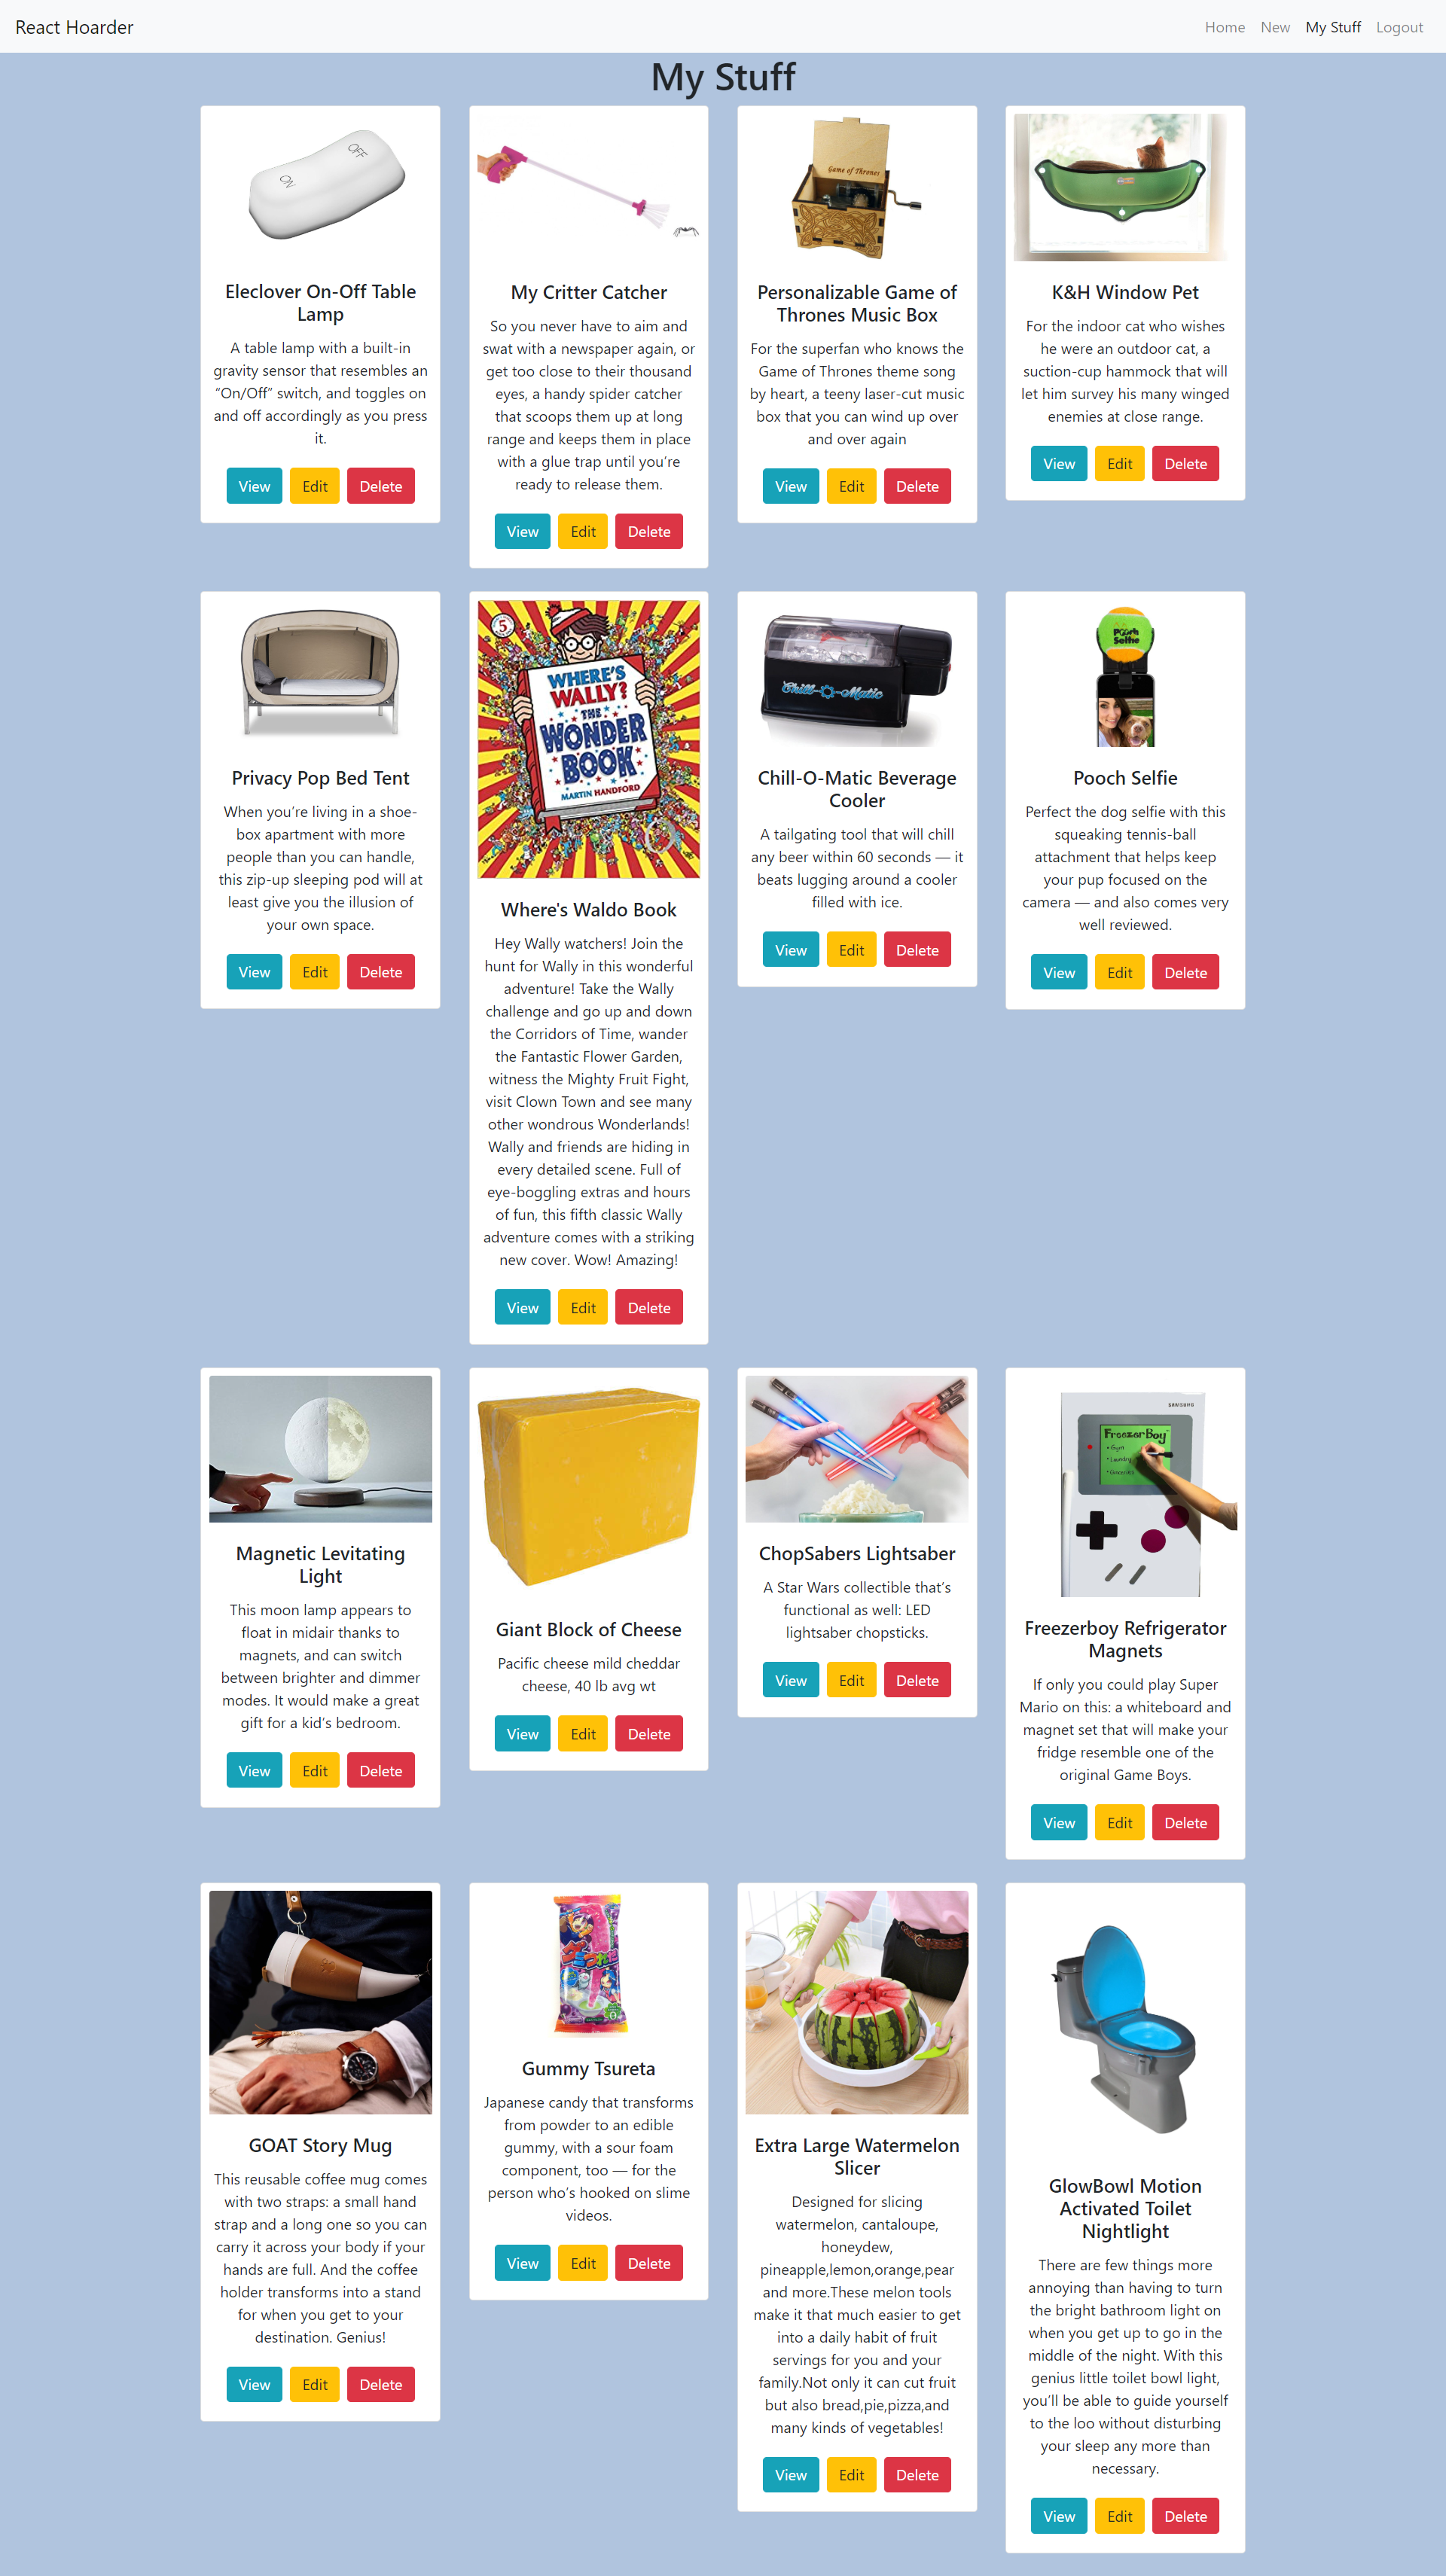 React Hoarder
Home New My Stuff Logout
My Stuff
OFF
ON
Eleclover On-Off Table
Lamp
A table lamp with a built-in
gravity sensor that resembles an
“On/Off” switch, and toggles on
and off accordingly as you press
it.
View Edit Delete
My Critter Catcher
So you never have to aim and
swat with a newspaper again, or
get too close to their thousand
eyes, a handy spider catcher
that scoops them up at long
range and keeps them in place
with a glue trap until you’re
ready to release them.
View Edit Delete
Game of Thrones
Personalizable Game of
Thrones Music Box
For the superfan who knows the
Game of Thrones theme song
by heart, a teeny laser-cut music
box that you can wind up over
and over again
View Edit Delete
K&H Window Pet
For the indoor cat who wishes
he were an outdoor cat, a
suction-cup hammock that will
let him survey his many winged
enemies at close range.
View Edit Delete
Privacy Pop Bed Tent
When you’re living in a shoe-
box apartment with more
people than you can handle,
this zip-up sleeping pod will at
least give you the illusion of
your own space.
View Edit Delete
5
WHERE'S
WALLY?
THE
WONDER
BOOK
MARTIN HANDFORD
Where's Waldo Book
Hey Wally watchers! Join the
hunt for Wally in this wonderful
adventure! Take the Wally
challenge and go up and down
the Corridors of Time, wander
the Fantastic Flower Garden,
witness the Mighty Fruit Fight,
visit Clown Town and see many
other wondrous Wonderlands!
Wally and friends are hiding in
every detailed scene. Full of
eye-boggling extras and hours
of fun, this fifth classic Wally
adventure comes with a striking
new cover. Wow! Amazing!
View Edit Delete
Chill-O-Matic
Chill-O-Matic Beverage
Cooler
A tailgating tool that will chill
any beer within 60 seconds — it
beats lugging around a cooler
filled with ice.
View Edit Delete
Pooch
Selfie
Pooch Selfie
Perfect the dog selfie with this
squeaking tennis-ball
attachment that helps keep
your pup focused on the
camera — and also comes very
well reviewed.
View Edit Delete
Magnetic Levitating
Light
This moon lamp appears to
float in midair thanks to
magnets, and can switch
between brighter and dimmer
modes. It would make a great
gift for a kid’s bedroom.
View Edit Delete
Giant Block of Cheese
Pacific cheese mild cheddar
cheese, 40 lb avg wt
View Edit Delete
ChopSabers Lightsaber
A Star Wars collectible that’s
functional as well: LED
lightsaber chopsticks.
View Edit Delete
SAMSUNG
FreezerBoy
• Gym
• Laundry
• Groceries
Freezerboy Refrigerator
Magnets
If only you could play Super
Mario on this: a whiteboard and
magnet set that will make your
fridge resemble one of the
original Game Boys.
View Edit Delete
GOAT Story Mug
This reusable coffee mug comes
with two straps: a small hand
strap and a long one so you can
carry it across your body if your
hands are full. And the coffee
holder transforms into a stand
for when you get to your
destination. Genius!
View Edit Delete
Gummy Tsureta
Japanese candy that transforms
from powder to an edible
gummy, with a sour foam
component, too — for the
person who’s hooked on slime
videos.
View Edit Delete
Extra Large Watermelon
Slicer
Designed for slicing
watermelon, cantaloupe,
honeydew,
pineapple,lemon,orange,pear
and more.These melon tools
make it that much easier to get
into a daily habit of fruit
servings for you and your
family.Not only it can cut fruit
but also bread,pie,pizza,and
many kinds of vegetables!
View Edit Delete
GlowBowl Motion
Activated Toilet
Nightlight
There are few things more
annoying than having to turn
the bright bathroom light on
when you get up to go in the
middle of the night. With this
genius little toilet bowl light,
you’ll be able to guide yourself
to the loo without disturbing
your sleep any more than
necessary.
View Edit Delete